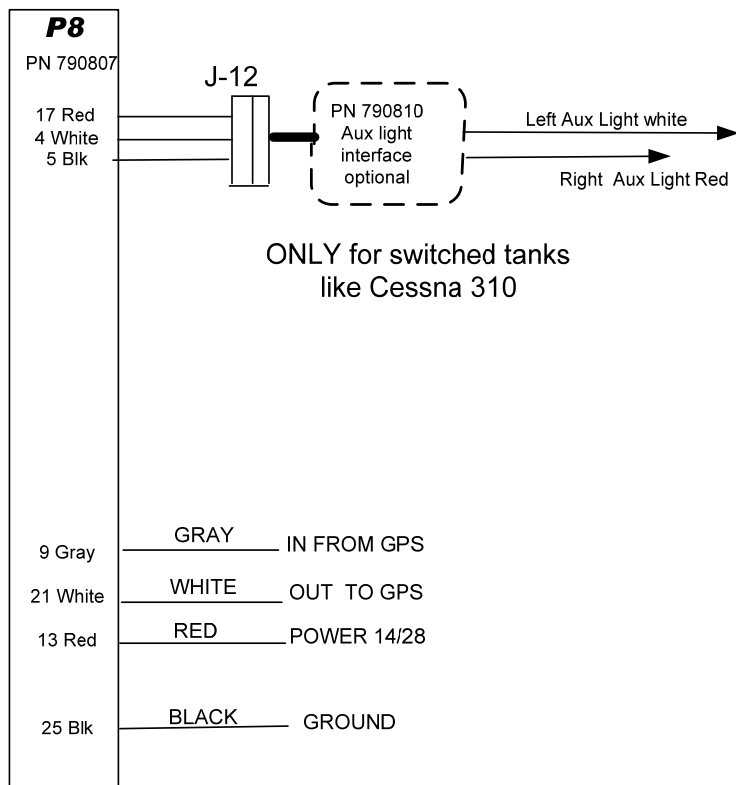 P8
PN 790807
J-12
17 Red
4 White
5 Blk
PN 790810
Aux light
interface
optional
Left Aux Light white
Right Aux Light Red
ONLY for switched tanks
like Cessna 310
9 Gray GRAY IN FROM GPS
21 White WHITE OUT TO GPS
13 Red RED POWER 14/28
25 Blk BLACK GROUND